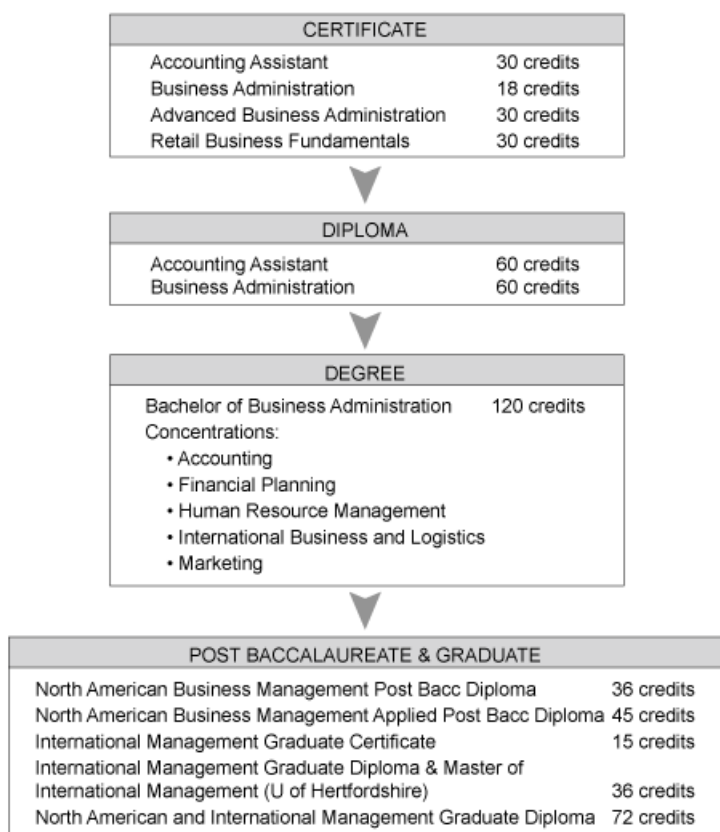 CERTIFICATE
Accounting Assistant 30 credits
Business Administration 18 credits
Advanced Business Administration 30 credits
Retail Business Fundamentals 30 credits
DIPLOMA
Accounting Assistant 60 credits
Business Administration 60 credits
DEGREE
Bachelor of Business Administration 120 credits
Concentrations:
• Accounting
• Financial Planning
• Human Resource Management
• International Business and Logistics
• Marketing
POST BACCALAUREATE & GRADUATE
North American Business Management Post Bacc Diploma 36 credits
North American Business Management Applied Post Bacc Diploma 45 credits
International Management Graduate Certificate 15 credits
International Management Graduate Diploma & Master of
International Management (U of Hertfordshire) 36 credits
North American and International Management Graduate Diploma 72 credits